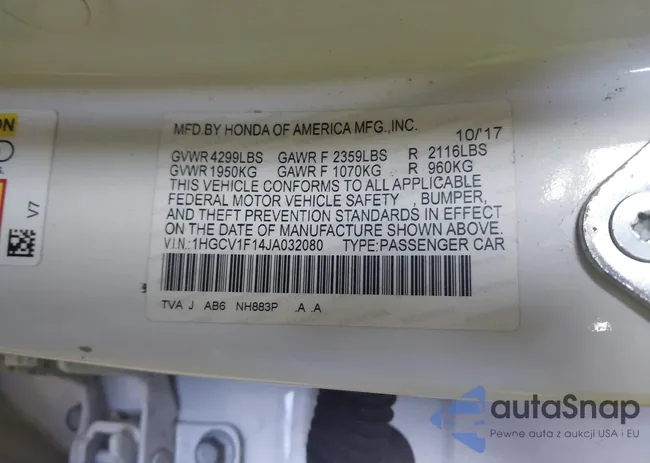 MFD.BY HONDA OF AMERICA MFG.,INC. 10/'17
GVWR 4299LBS GAWR F 2359LBS R 2116LBS
GVWR 1950KG GAWR F 1070KG R 960KG
THIS VEHICLE CONFORMS TO ALL APPLICABLE
FEDERAL MOTOR VEHICLE SAFETY , BUMPER,
AND THEFT PREVENTION STANDARDS IN EFFECT
ON THE DATE OF MANUFACTURE SHOWN ABOVE.
V.I.N.:1HGCV1F14JA032080 TYPE:PASSENGER CAR
TVA J AB6 NH883P .A .A
ON
V7
autaSnap
Pewne auta z aukcji USA i EU